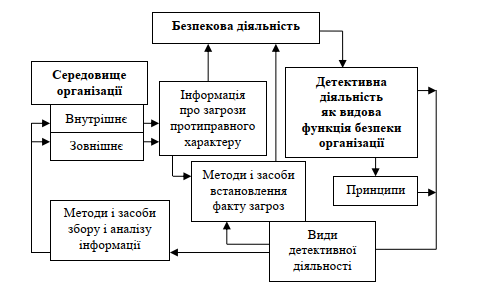 Безпекова діяльність
Середовище
організації
Внутрішнє
Зовнішнє
Інформація
про загрози
протиправного
характеру
Детективна
діяльність
як видова
функція безпеки
організації
Методи і засоби
встановлення
факту загроз
Принципи
Методи і засоби
збору і аналізу
інформації
Види
детективної
діяльності